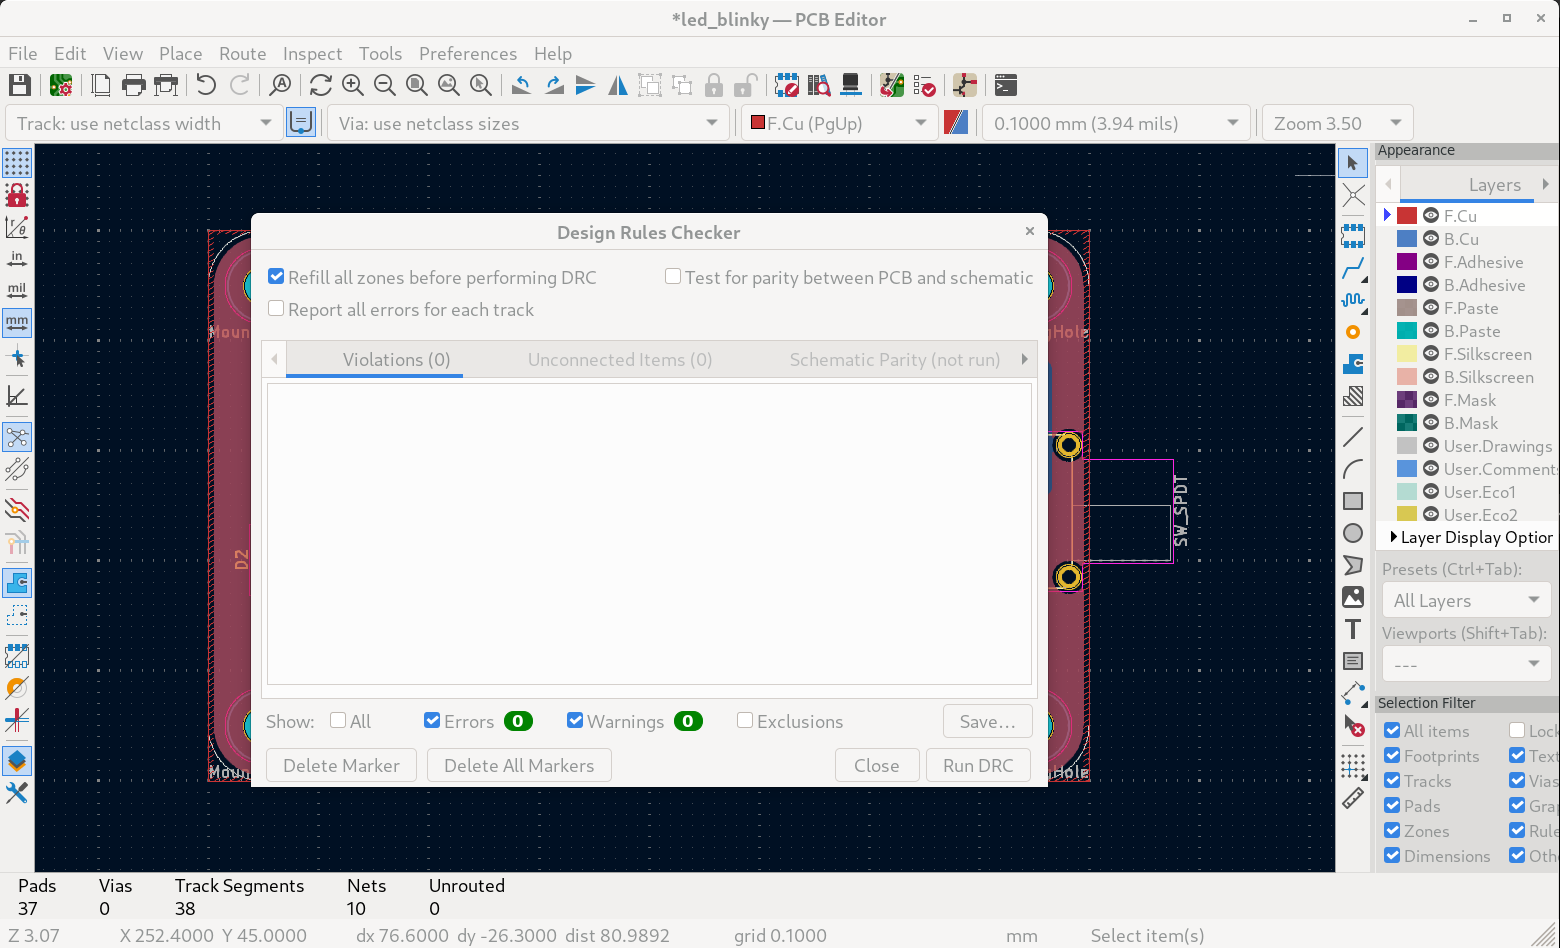 *led_blinky — PCB Editor
File Edit View Place Route Inspect Tools Preferences Help
Track: use netclass width
Via: use netclass sizes
F.Cu (PgUp)
0.1000 mm (3.94 mils)
Zoom 3.50
in
mil
mm
Design Rules Checker
Refill all zones before performing DRC
Test for parity between PCB and schematic
Report all errors for each track
Violations (0)
Unconnected Items (0)
Schematic Parity (not run)
Show:
All
Errors 0
Warnings 0
Exclusions
Save...
Delete Marker
Delete All Markers
Close
Run DRC
Moun
gHole
D2
SW_SPDT
Moun
gHole
Appearance
Layers
F.Cu
B.Cu
F.Adhesive
B.Adhesive
F.Paste
B.Paste
F.Silkscreen
B.Silkscreen
F.Mask
B.Mask
User.Drawings
User.Comments
User.Eco1
User.Eco2
Layer Display Option
Presets (Ctrl+Tab):
All Layers
Viewports (Shift+Tab):
---
Selection Filter
All items Lock
Footprints Text
Tracks Vias
Pads Grap
Zones Rule
Dimensions Othe
Pads Vias Track Segments Nets Unrouted
37 0 38 10 0
Z 3.07 X 252.4000 Y 45.0000 dx 76.6000 dy -26.3000 dist 80.9892 grid 0.1000 mm Select item(s)